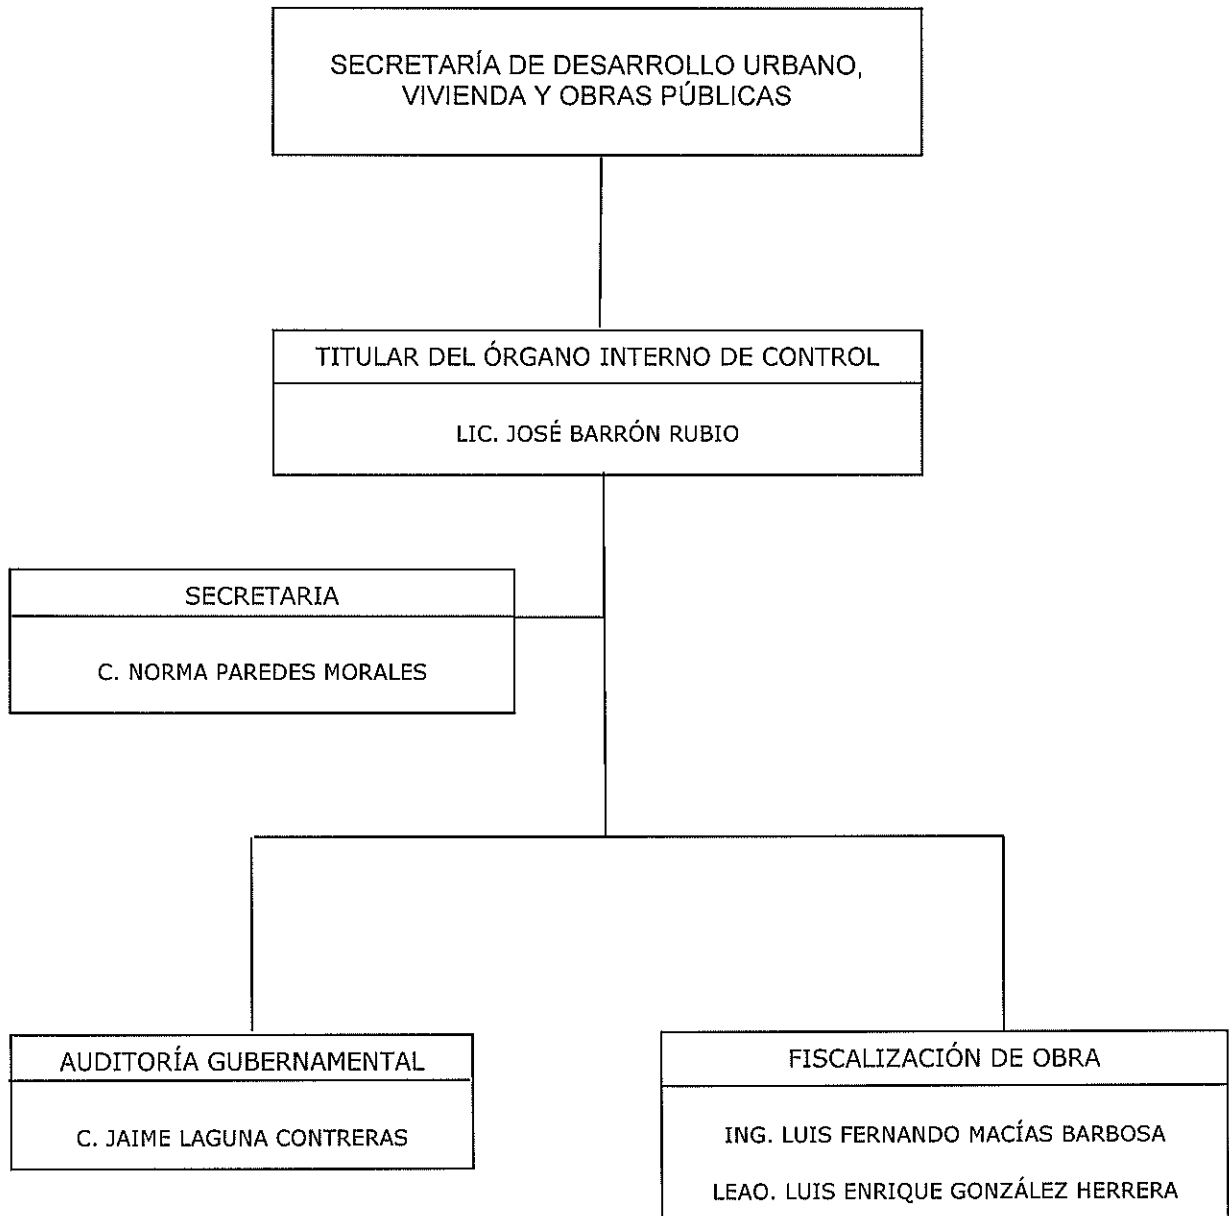 SECRETARÍA DE DESARROLLO URBANO,
VIVIENDA Y OBRAS PÚBLICAS
TITULAR DEL ÓRGANO INTERNO DE CONTROL
LIC. JOSÉ BARRÓN RUBIO
SECRETARIA
C. NORMA PAREDES MORALES
AUDITORÍA GUBERNAMENTAL
C. JAIME LAGUNA CONTRERAS
FISCALIZACIÓN DE OBRA
ING. LUIS FERNANDO MACÍAS BARBOSA
LEAO. LUIS ENRIQUE GONZÁLEZ HERRERA